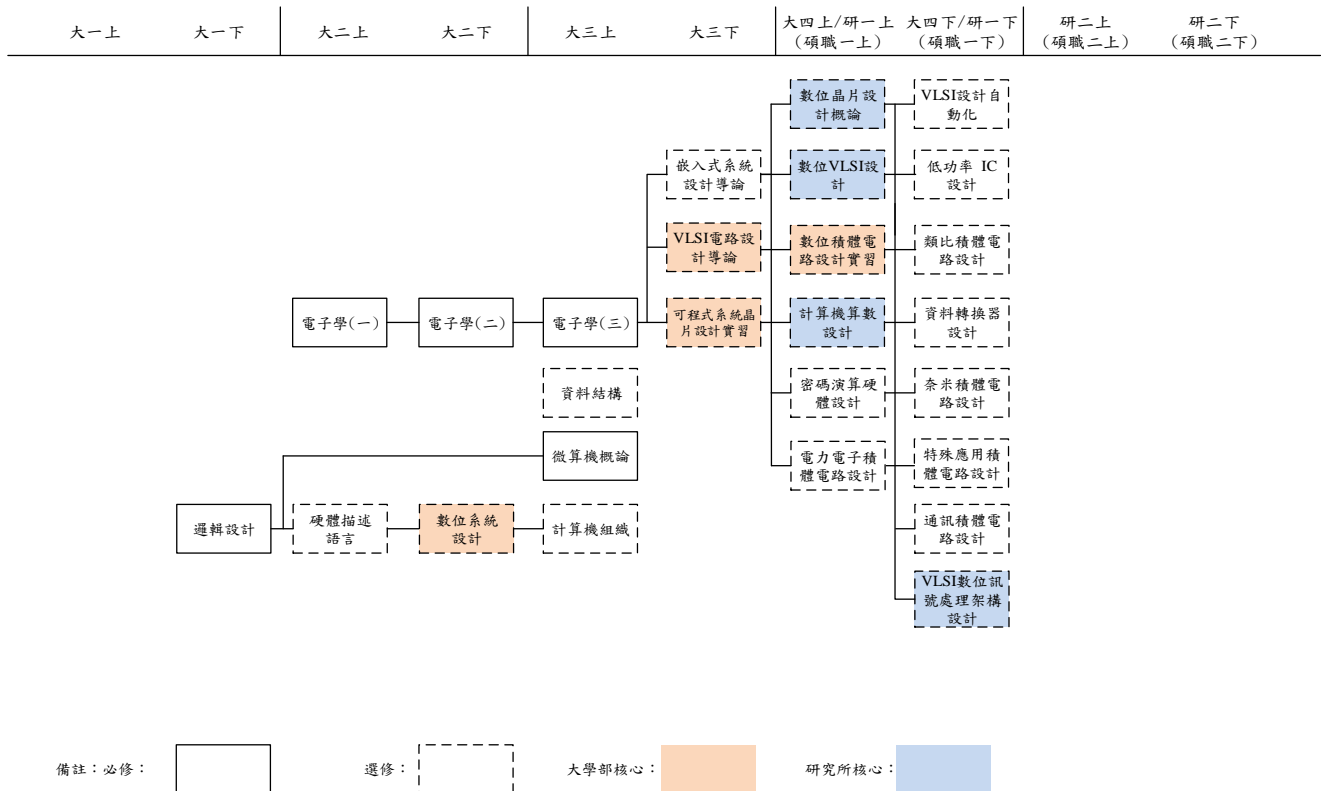 大一上
大一下
大二上
大二下
大三上
大三下
大四上/研一上
(碩職一上)
大四下/研一下
(碩職一下)
研二上
(碩職二上)
研二下
(碩職二下)
數位晶片設
計概論
VLSI設計自
動化
嵌入式系統
設計導論
數位VLSI設
計
低功率 IC
設計
VLSI電路設
計導論
數位積體電
路設計實習
類比積體電
路設計
電子學(一)
電子學(二)
電子學(三)
可程式系統晶
片設計實習
計算機算數
設計
資料轉換器
設計
資料結構
密碼演算硬
體設計
奈米積體電
路設計
微算機概論
電力電子積
體電路設計
特殊應用積
體電路設計
邏輯設計
硬體描述
語言
數位系統
設計
計算機組織
通訊積體電
路設計
VLSI數位訊
號處理架構
設計
備註：必修：
選修：
大學部核心：
研究所核心：